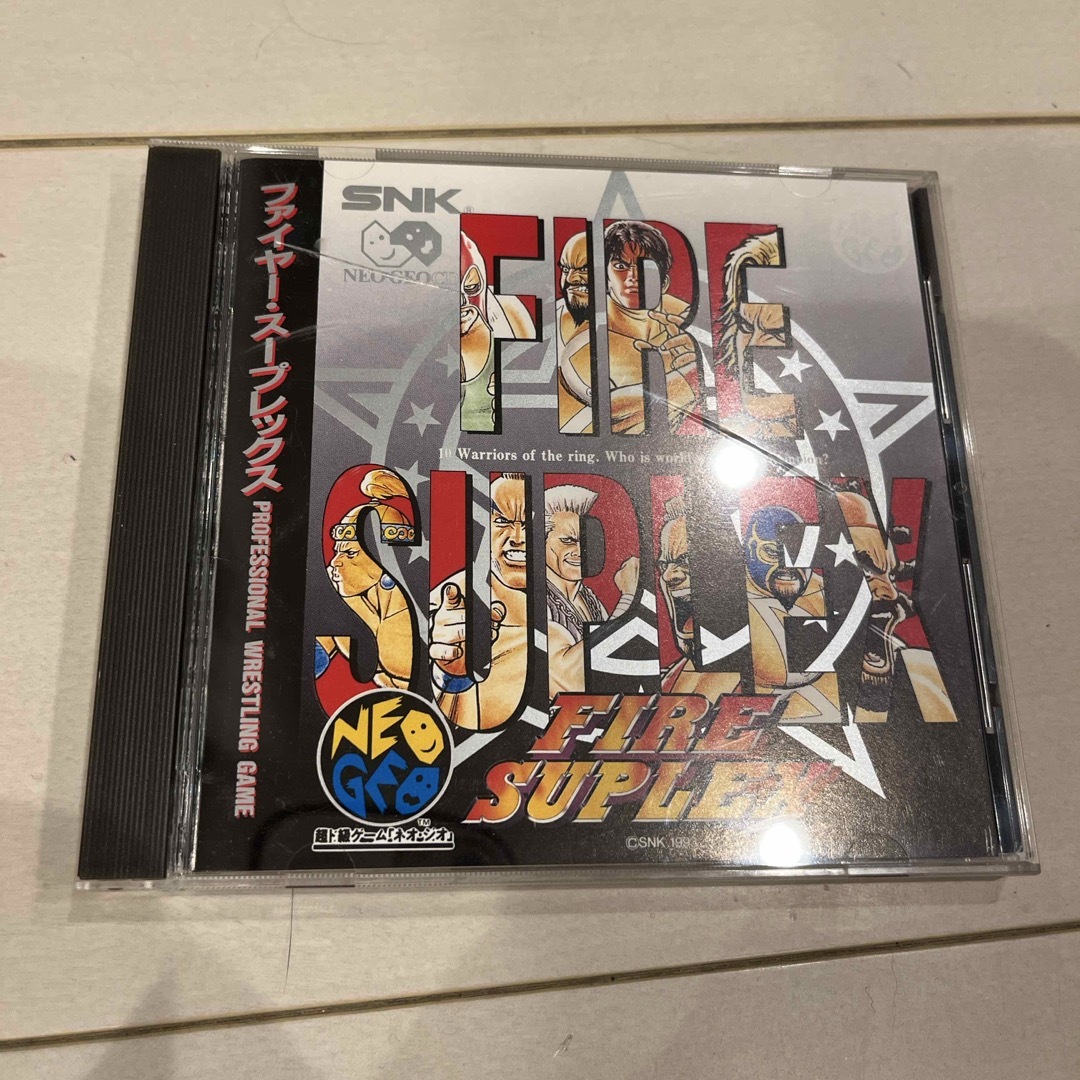 ファイヤー・スープレックス PROFESSIONAL WRESTLING GAME
SNK®
NEO・GEO CD
FIRE
10 Warriors of the ring. Who is world
SUPLEX
FIRE
SUPLEX
NEO
GEO
TM
超ド級ゲーム「ネオ・ジオ」
©SNK